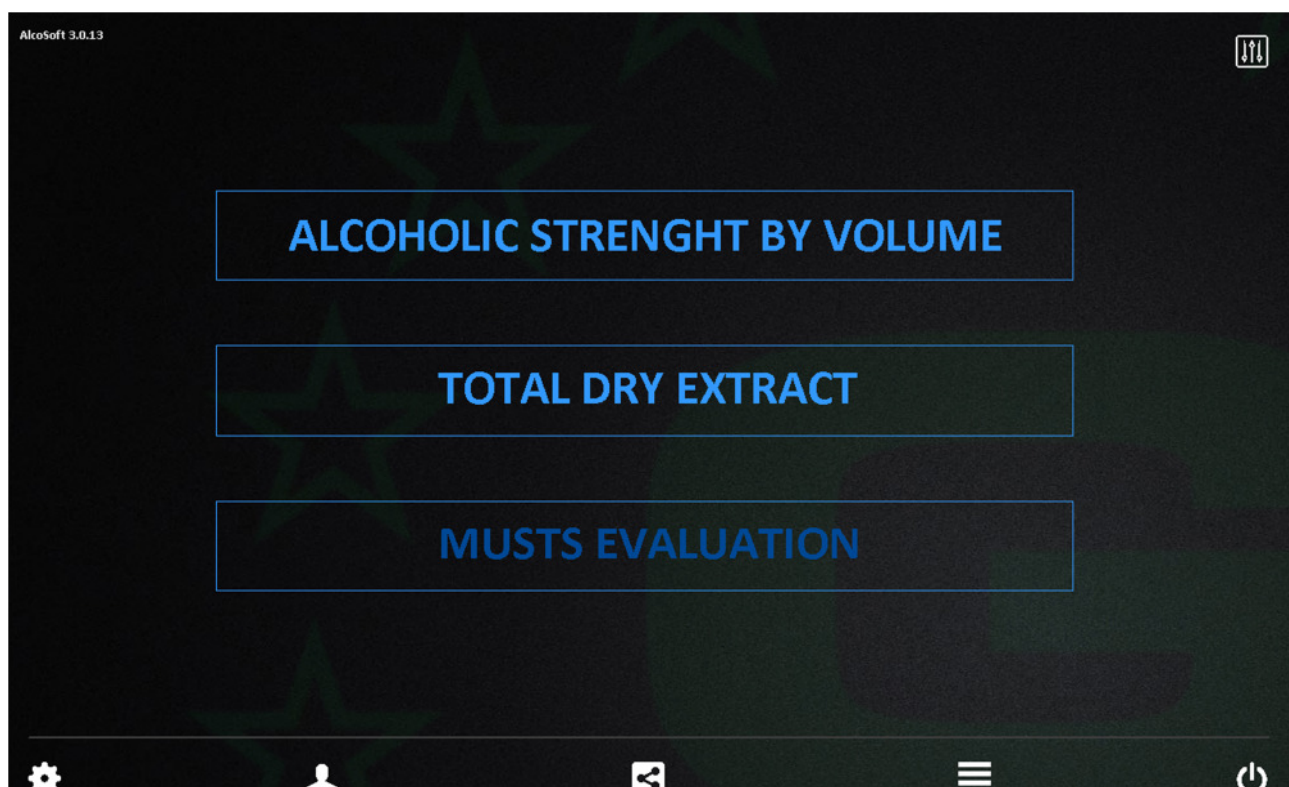 AlcoSoft 3.0.13
ALCOHOLIC STRENGHT BY VOLUME
TOTAL DRY EXTRACT
MUSTS EVALUATION